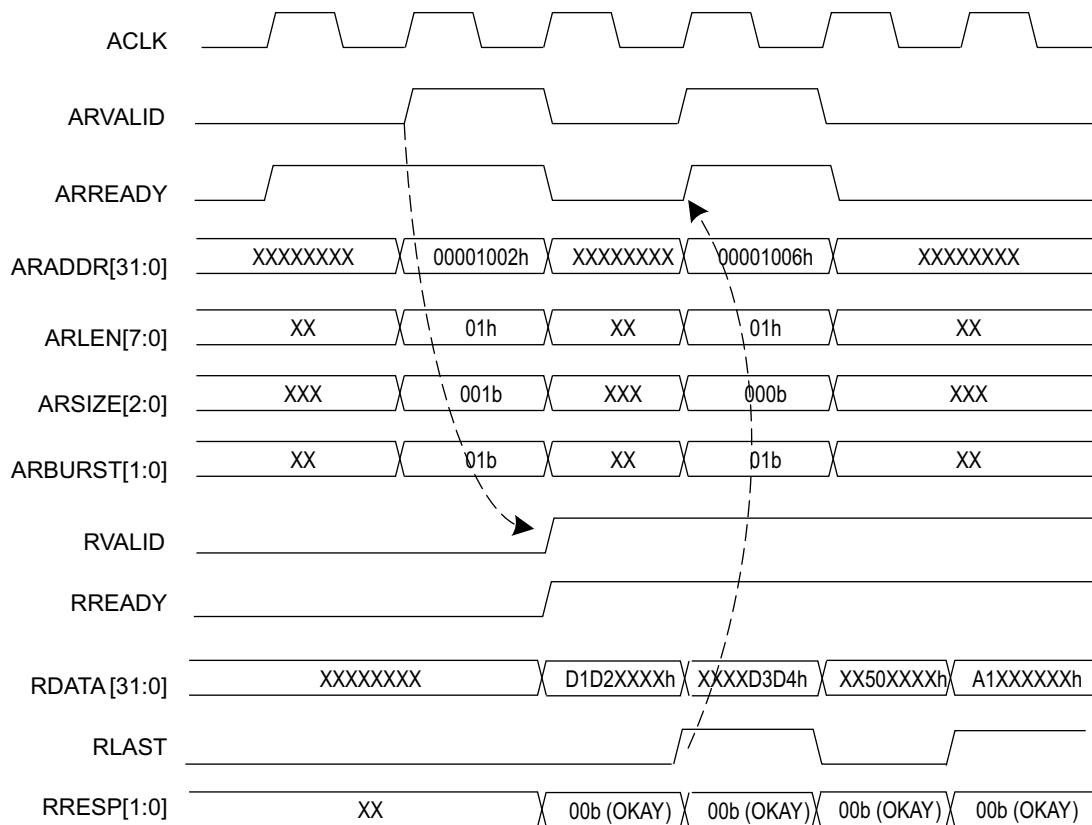 ACLK
ARVALID
ARREADY
ARADDR[31:0] XXXXXXXX 00001002h XXXXXXXX 00001006h XXXXXXXX
ARLEN[7:0] XX 01h XX 01h XX
ARSIZE[2:0] XXX 001b XXX 000b XXX
ARBURST[1:0] XX 01b XX 01b XX
RVALID
RREADY
RDATA [31:0] XXXXXXXX D1D2XXXXh XXXXD3D4h XX50XXXXh A1XXXXXXh
RLAST
RRESP[1:0] XX 00b (OKAY) 00b (OKAY) 00b (OKAY) 00b (OKAY)